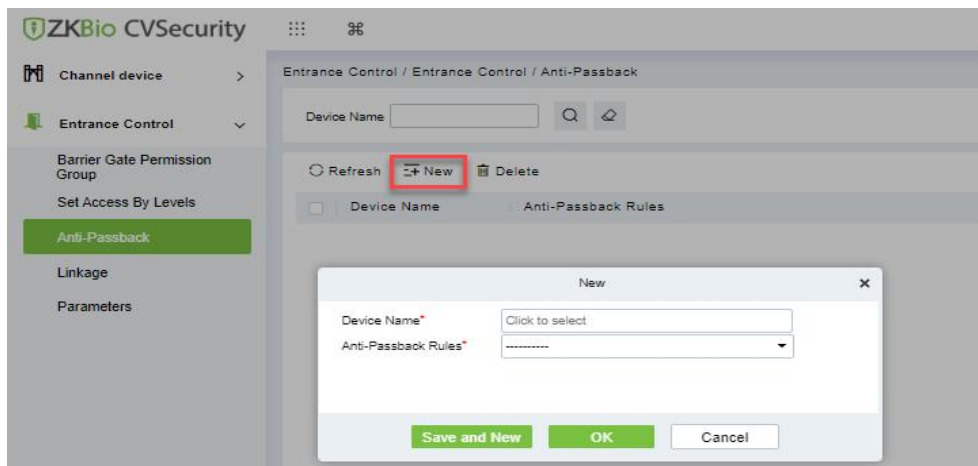 ZKBio CVSecurity
Channel device
Entrance Control / Entrance Control / Anti-Passback
Device Name
Entrance Control
Barrier Gate Permission
Group
Refresh New Delete
Set Access By Levels
Device Name Anti-Passback Rules
Anti-Passback
Linkage
New
Parameters
Device Name* Click to select
Anti-Passback Rules* ----------
Save and New OK Cancel